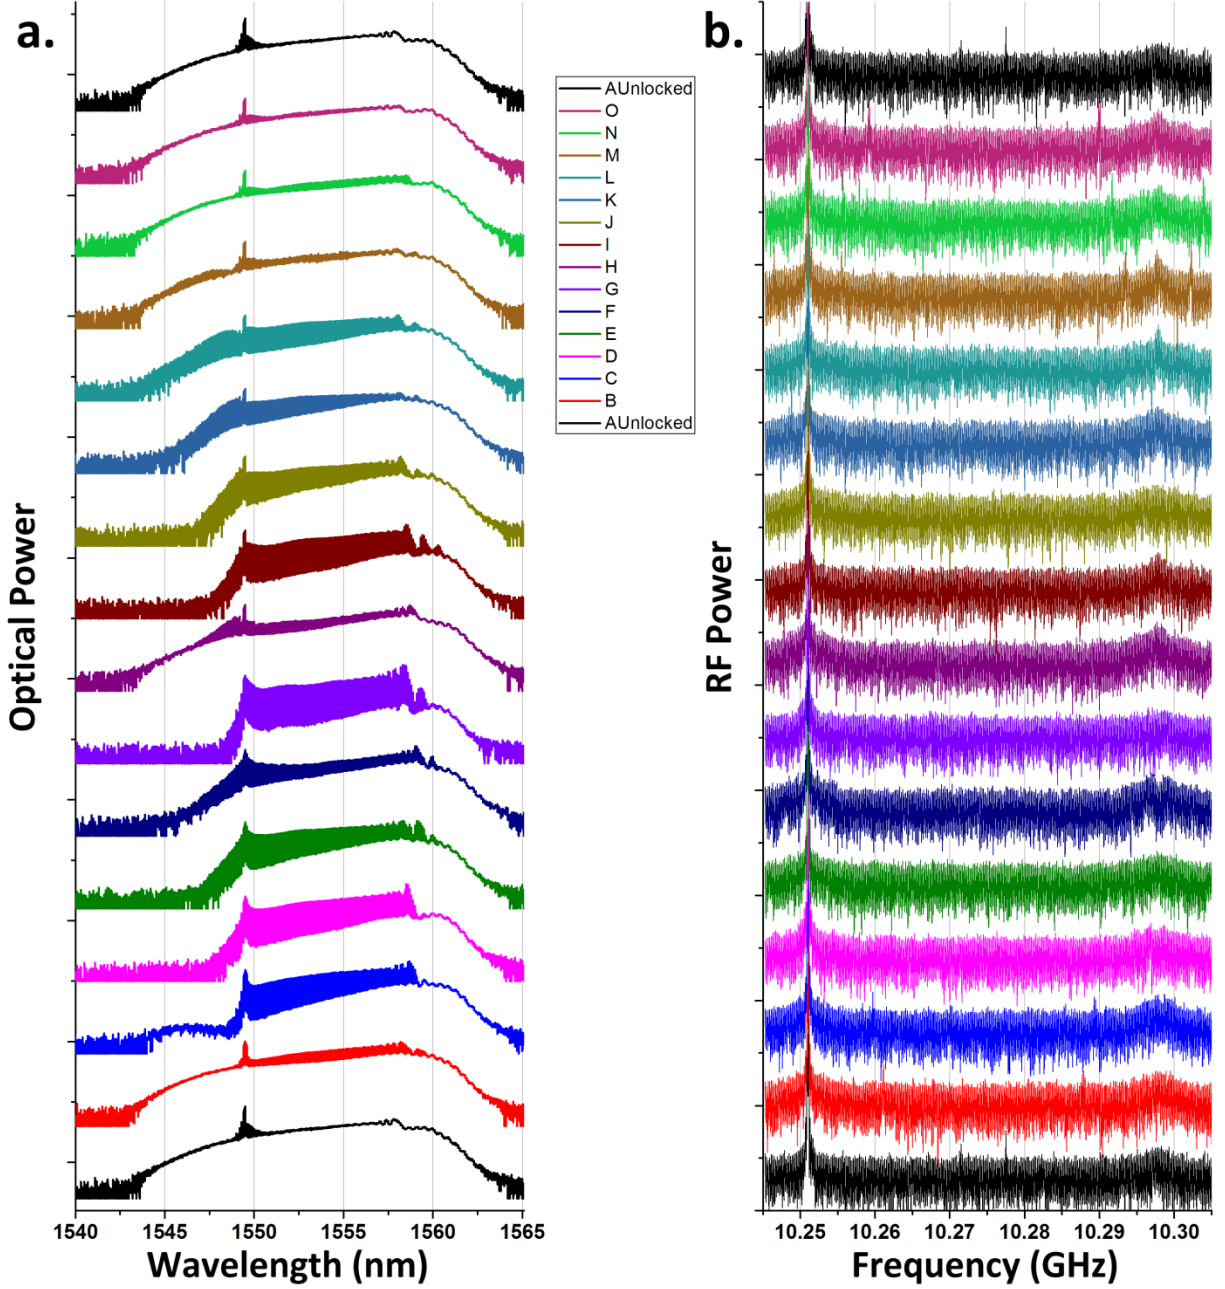 a.
b.
AUnlocked
O
N
M
L
K
J
I
H
G
F
E
D
C
B
AUnlocked
Optical Power
RF Power
1540 1545 1550 1555 1560 1565
Wavelength (nm)
10.25 10.26 10.27 10.28 10.29 10.30
Frequency (GHz)